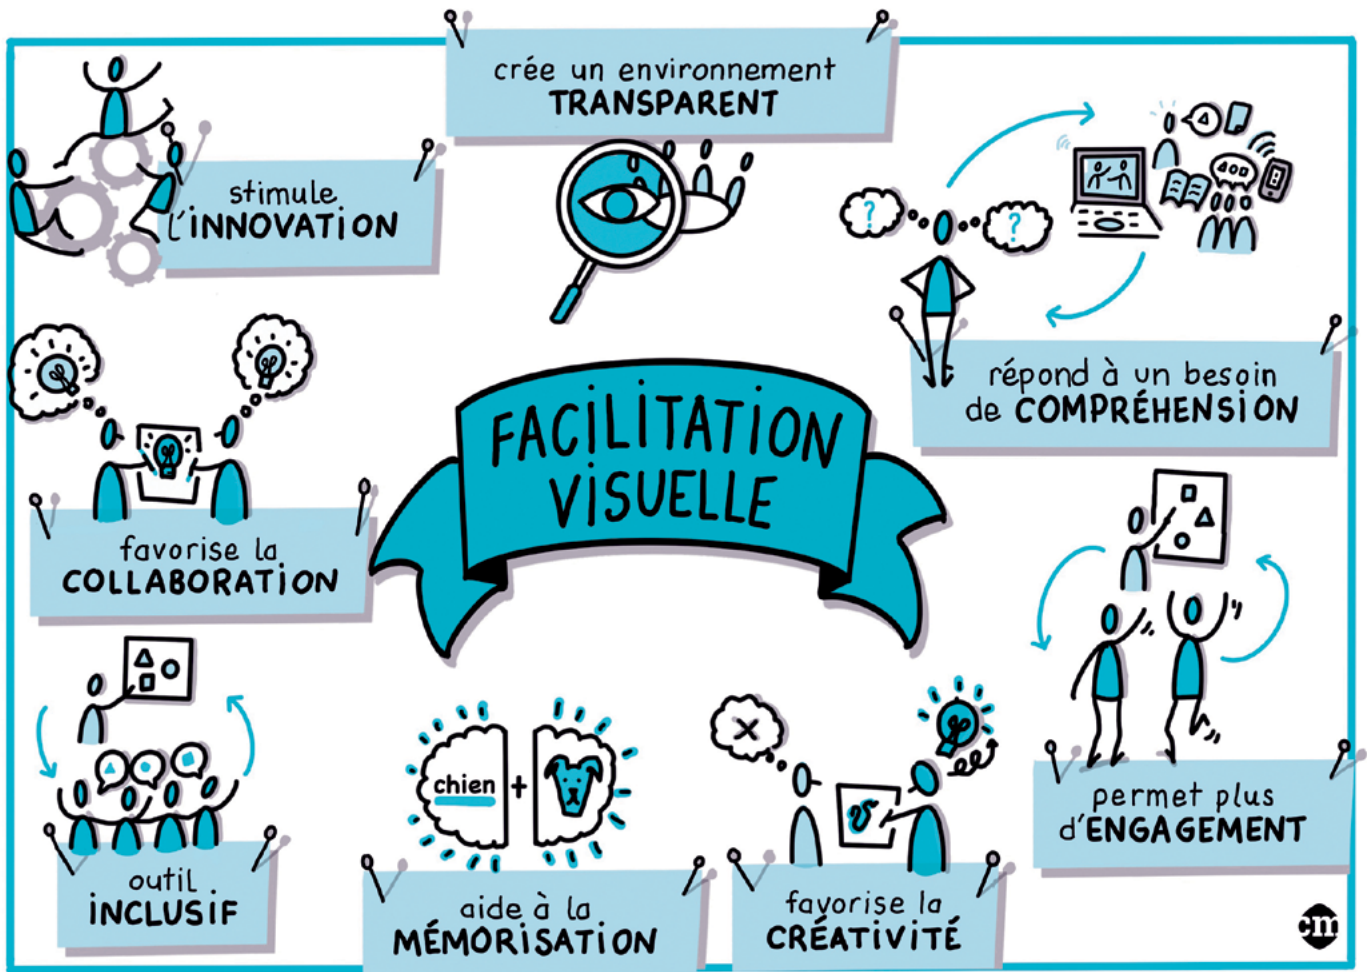 crée un environnement
TRANSPARENT
stimule
l'INNOVATION
?
?
répond à un besoin
de COMPRÉHENSION
FACILITATION
VISUELLE
favorise la
COLLABORATION
permet plus
d'ENGAGEMENT
chien
+
outil
INCLUSIF
aide à la
MÉMORISATION
favorise la
CRÉATIVITÉ
cm